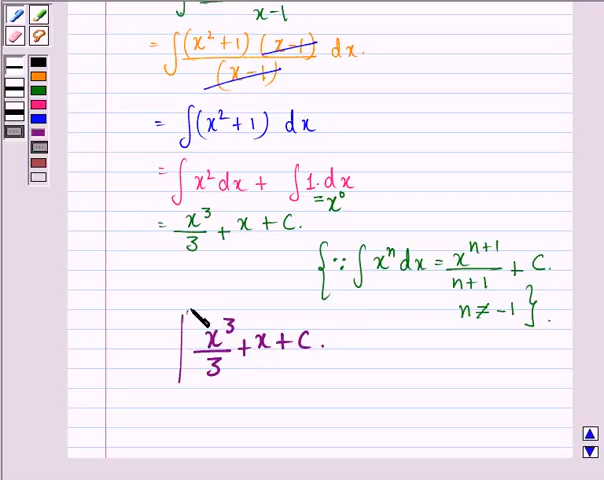 ∫ x-1
= ∫ (x² + 1) (x-1) / (x-1) dx.
= ∫(x² + 1) dx
= ∫ x² dx + ∫ 1. dx
= x⁰
= x³/3 + x + C.
{∵ ∫ xⁿ dx = xⁿ⁺¹/n+1 + C.
n ≠ -1}.
x³/3 + x + C.